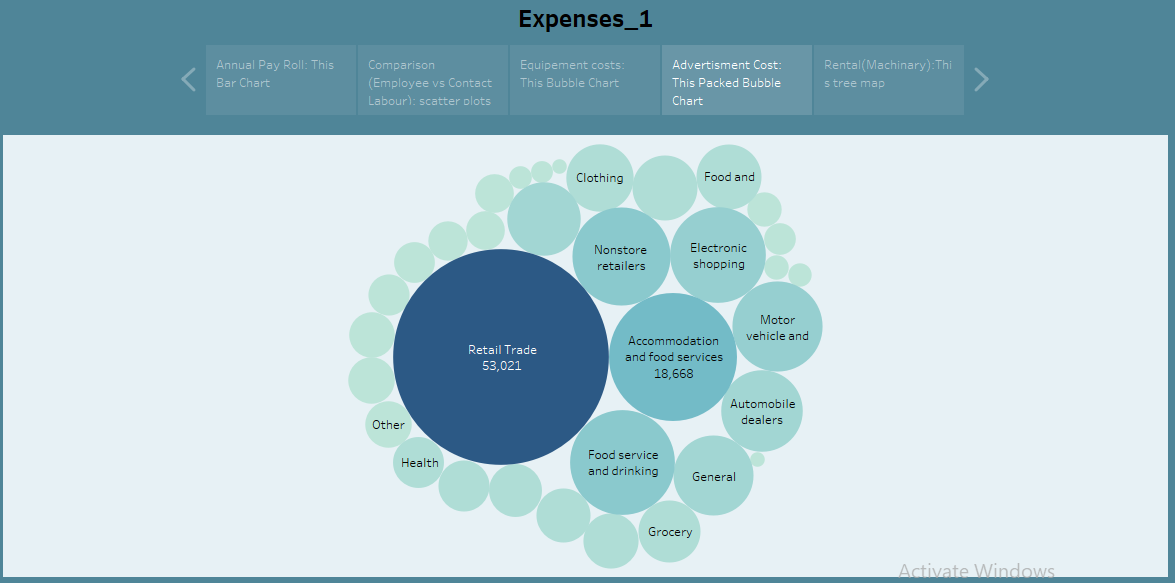 Expenses_1
Annual Pay Roll: This
Bar Chart
Comparison
(Employee vs Contact
Labour): scatter plots
Equipement costs:
This Bubble Chart
Advertisment Cost:
This Packed Bubble
Chart
Rental(Machinary):Thi
s tree map
Clothing
Food and
Nonstore
retailers
Electronic
shopping
Motor
vehicle and
Accommodation
and food services
18,668
Retail Trade
53,021
Automobile
dealers
Other
Health
Food service
and drinking
General
Grocery
Activate Windows